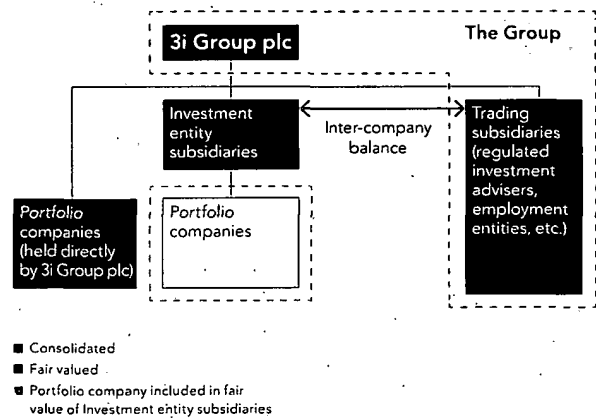 The Group
3i Group plc
Investment
entity
subsidiaries
Inter-company
balance
Trading
subsidiaries
(regulated
investment
advisers,
employment
entities, etc.)
Portfolio
companies
(held directly
by 3i Group plc)
Portfolio
companies
Consolidated
Fair valued
Portfolio company included in fair
value of Investment entity subsidiaries